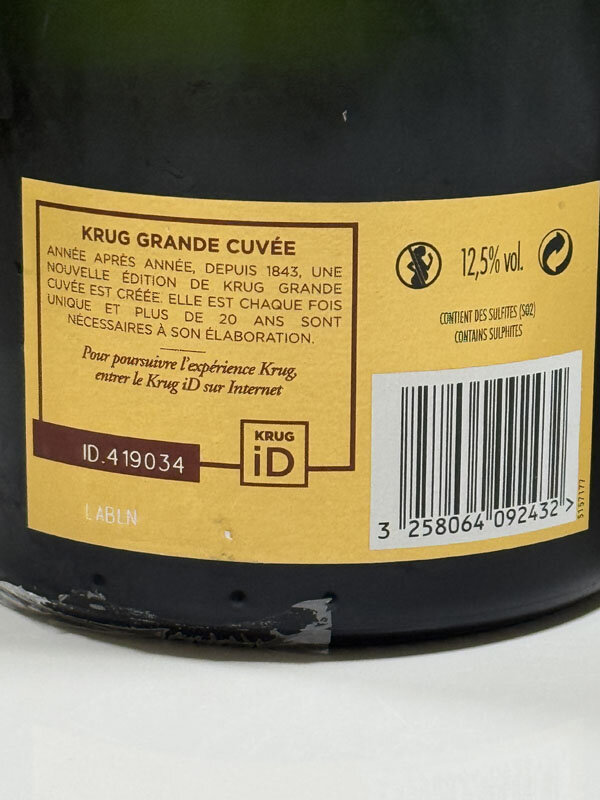 KRUG GRANDE CUVÉE
ANNÉE APRÈS ANNÉE, DEPUIS 1843, UNE
NOUVELLE ÉDITION DE KRUG GRANDE
CUVÉE EST CRÉÉE. ELLE EST CHAQUE FOIS
UNIQUE ET PLUS DE 20 ANS SONT
NÉCESSAIRES À SON ÉLABORATION.
Pour poursuivre l'expérience Krug,
entrer le Krug iD sur Internet
ID.419034
KRUG
iD
LABLN
12,5% vol.
CONTIENT DES SULFITES (SO2)
CONTAINS SULPHITES
3 258064 092432 >
5157177